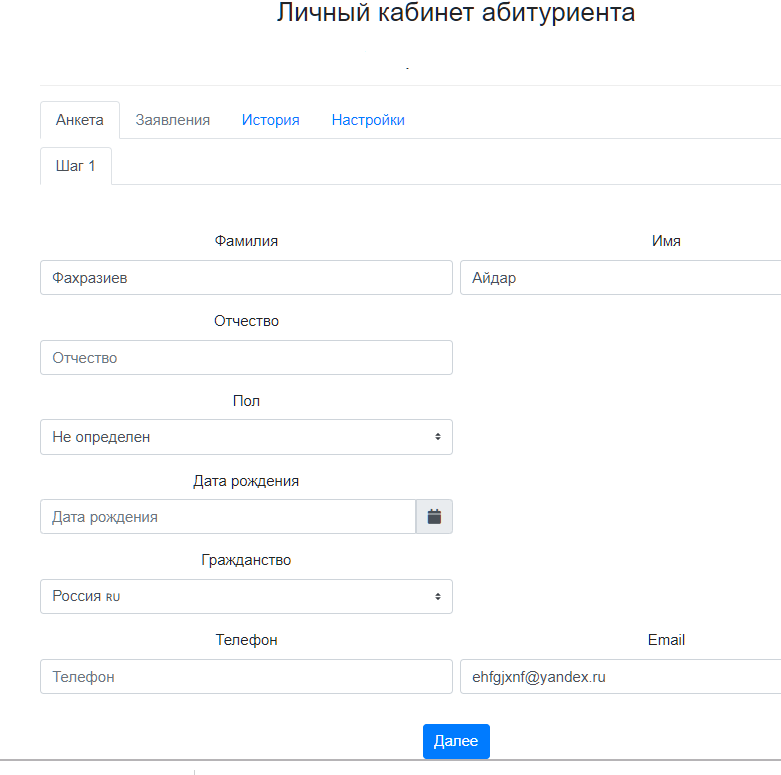 Личный кабинет абитуриента
.
Анкета Заявления История Настройки
Шаг 1
Фамилия Имя
Фахразиев Айдар
Отчество
Отчество
Пол
Не определен
Дата рождения
Дата рождения
Гражданство
Россия RU
Телефон Email
Телефон ehfgjxnf@yandex.ru
Далее